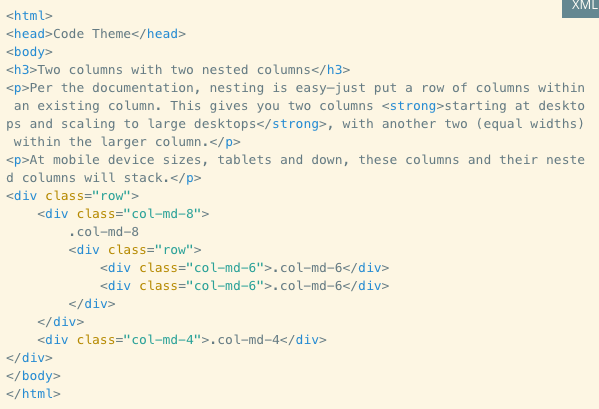 XML
<html>
<head>Code Theme</head>
<body>
<h3>Two columns with two nested columns</h3>
<p>Per the documentation, nesting is easy—just put a row of columns within
 an existing column. This gives you two columns <strong>starting at deskto
ps and scaling to large desktops</strong>, with another two (equal widths)
 within the larger column.</p>
<p>At mobile device sizes, tablets and down, these columns and their neste
d columns will stack.</p>
<div class="row">
    <div class="col-md-8">
        .col-md-8
        <div class="row">
            <div class="col-md-6">.col-md-6</div>
            <div class="col-md-6">.col-md-6</div>
        </div>
    </div>
    <div class="col-md-4">.col-md-4</div>
</div>
</body>
</html>